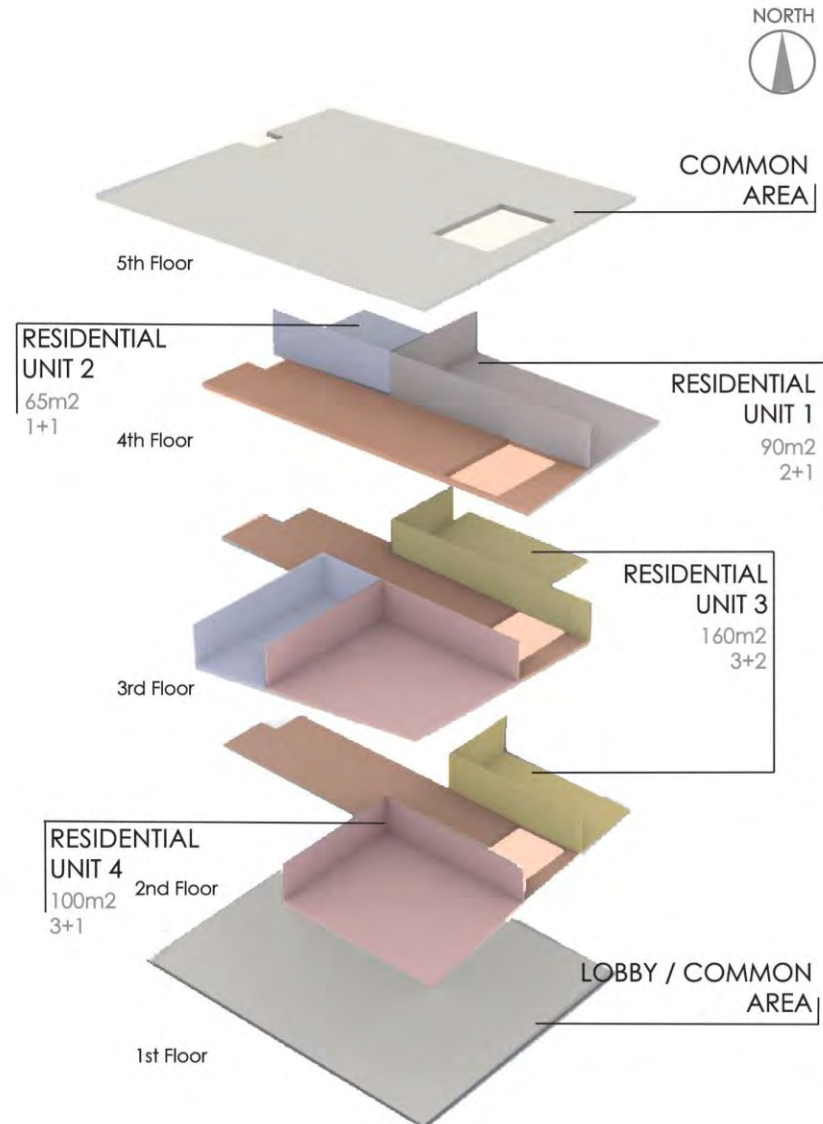 NORTH
COMMON
AREA
5th Floor
RESIDENTIAL
UNIT 2
65m2
1+1
4th Floor
RESIDENTIAL
UNIT 1
90m2
2+1
RESIDENTIAL
UNIT 3
160m2
3+2
3rd Floor
RESIDENTIAL
UNIT 4
100m2
3+1
2nd Floor
LOBBY / COMMON
AREA
1st Floor